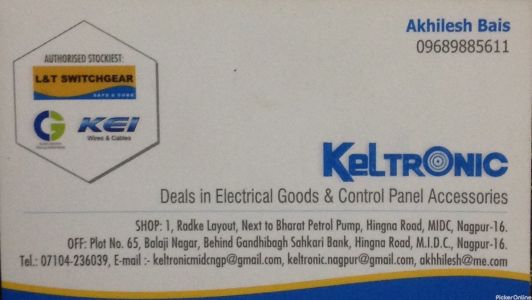 Akhilesh Bais
09689885611
AUTHORISED STOCKIEST:
L&T SWITCHGEAR
SAFE & SURE
G
KEI
Wires & Cables
KELTRONIC
Deals in Electrical Goods & Control Panel Accessories
SHOP: 1, Radke Layout, Next to Bharat Petrol Pump, Hingna Road, MIDC, Nagpur-16.
OFF: Plot No. 65, Balaji Nagar, Behind Gandhibagh Sahkari Bank, Hingna Road, M.I.D.C., Nagpur-16.
Tel.: 07104-236039, E-mail :- keltronicmidcngp@gmail.com, keltronic.nagpur@gmail.com, akhhilesh@me.com
PickerOnline